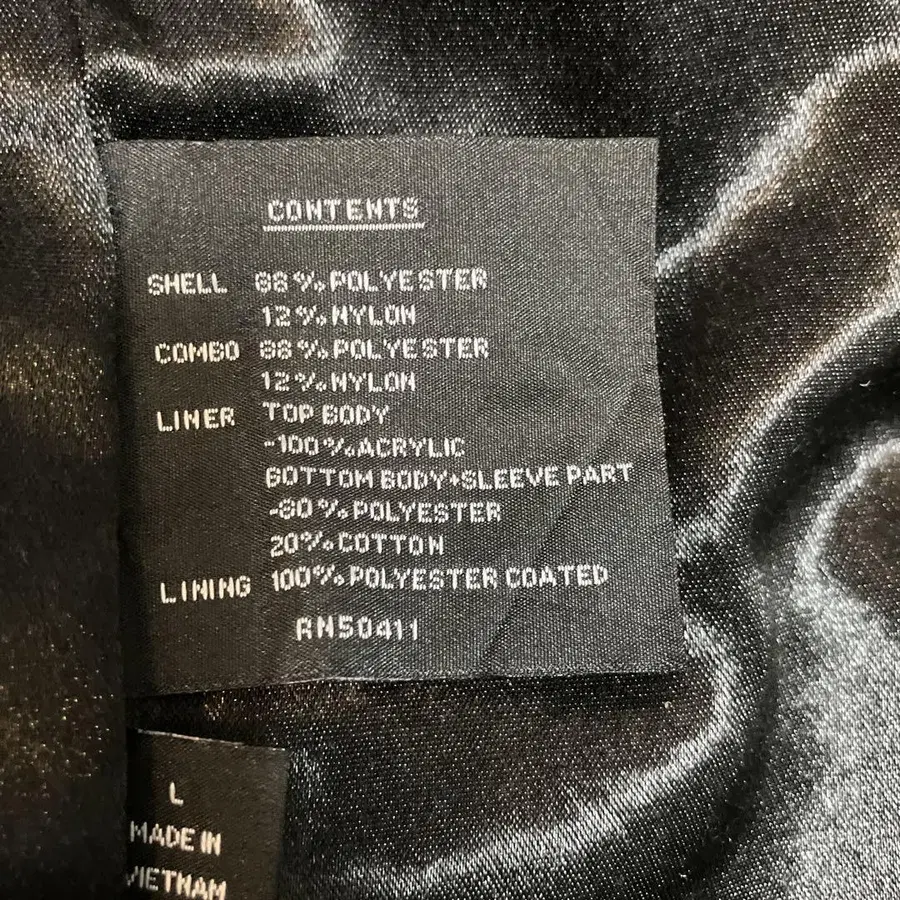 CONTENTS
SHELL 88% POLYESTER
12% NYLON
COMBO 88% POLYESTER
12% NYLON
LINER TOP BODY
-100% ACRYLIC
BOTTOM BODY+SLEEVE PART
-80% POLYESTER
20% COTTON
LINING 100% POLYESTER COATED
RN50411
L
MADE IN
VIETNAM